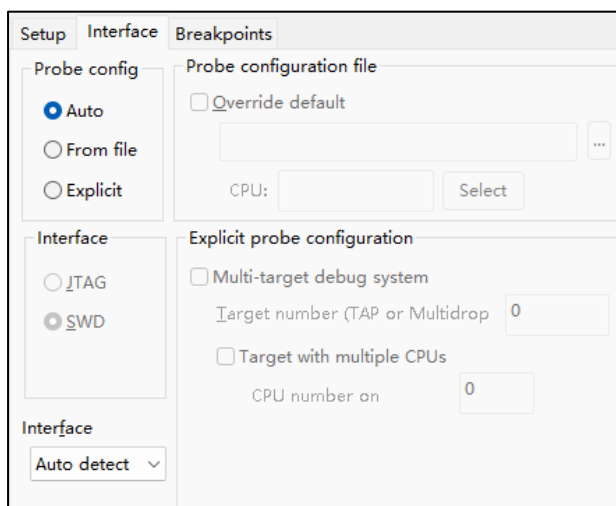 Setup
Interface
Breakpoints
Probe config
Auto
From file
Explicit
Probe configuration file
Override default
...
CPU:
Select
Interface
JTAG
SWD
Explicit probe configuration
Multi-target debug system
Target number (TAP or Multidrop
0
Target with multiple CPUs
CPU number on
0
Interface
Auto detect